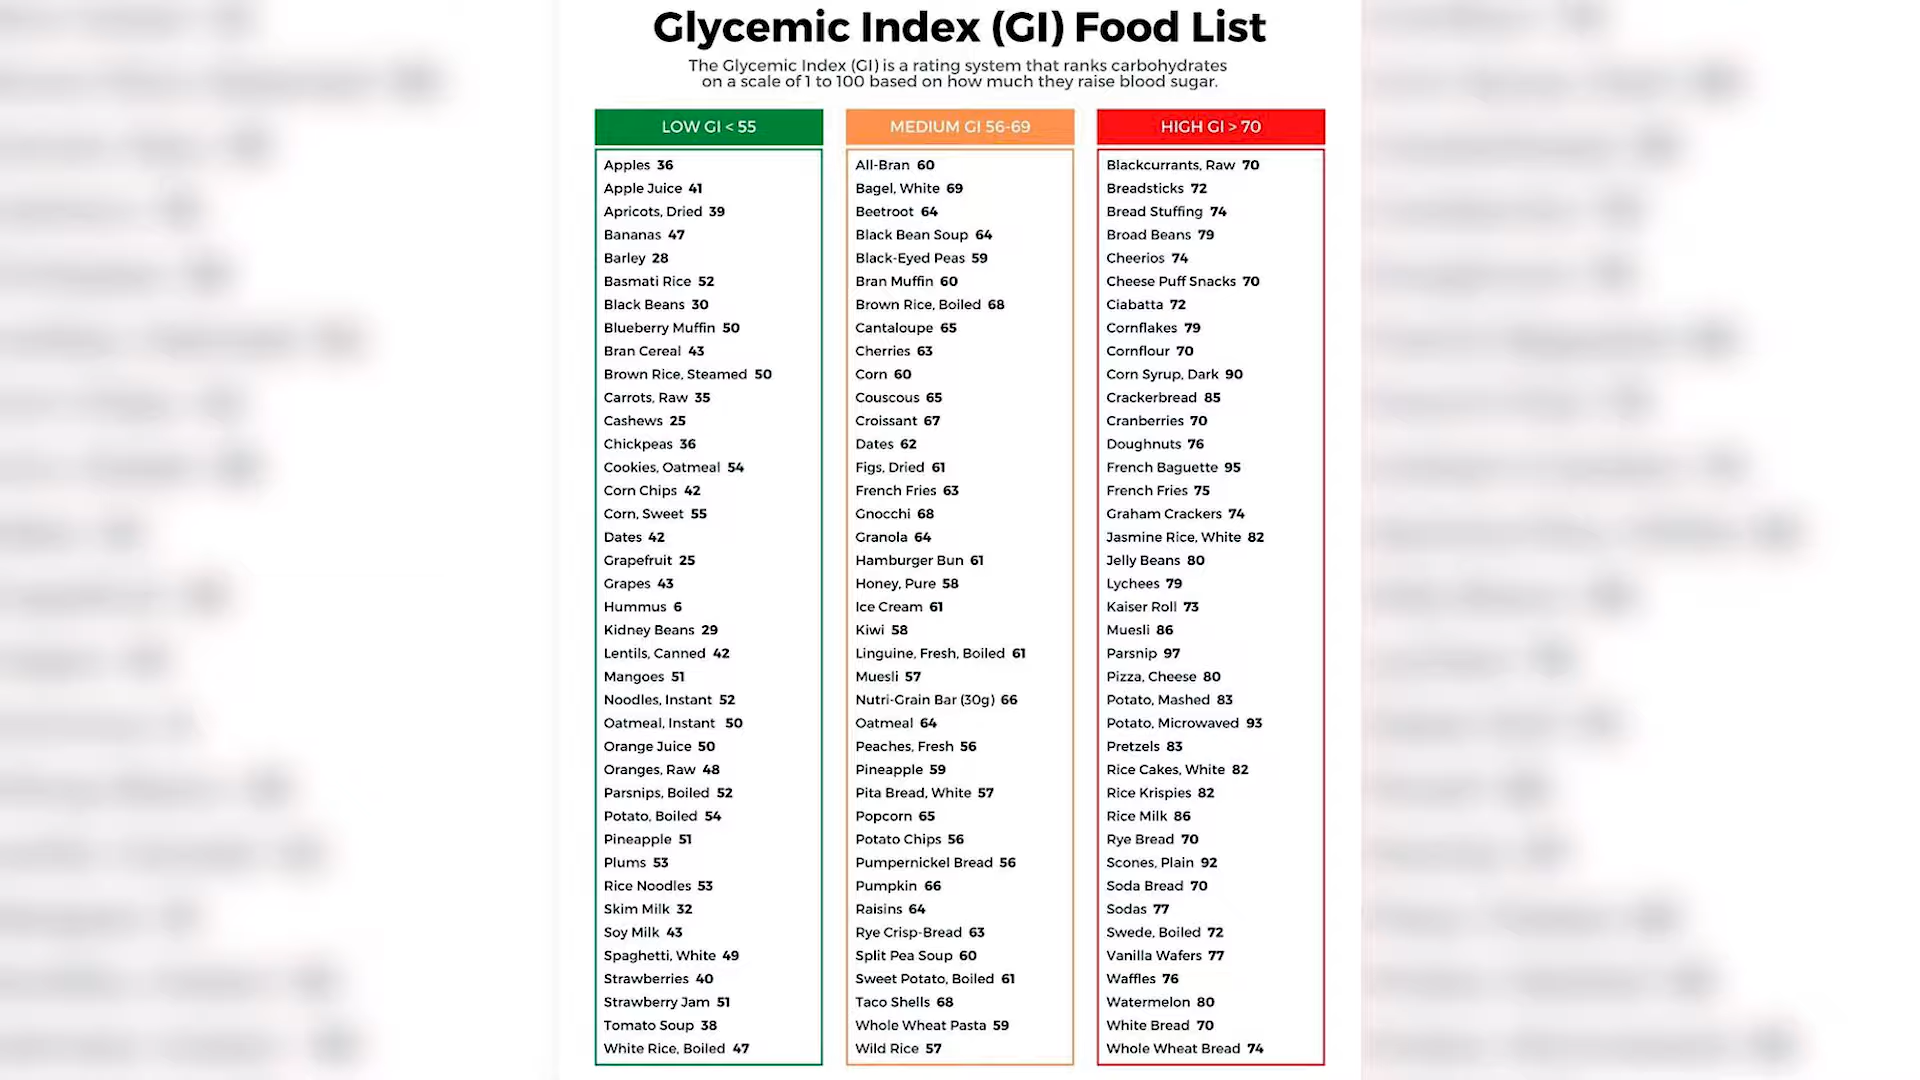 Glycemic Index (GI) Food List
The Glycemic Index (GI) is a rating system that ranks carbohydrates
on a scale of 1 to 100 based on how much they raise blood sugar.
LOW GI < 55
Apples 36
Apple Juice 41
Apricots, Dried 39
Bananas 47
Barley 28
Basmati Rice 52
Black Beans 30
Blueberry Muffin 50
Bran Cereal 43
Brown Rice, Steamed 50
Carrots, Raw 35
Cashews 25
Chickpeas 36
Cookies, Oatmeal 54
Corn Chips 42
Corn, Sweet 55
Dates 42
Grapefruit 25
Grapes 43
Hummus 6
Kidney Beans 29
Lentils, Canned 42
Mangoes 51
Noodles, Instant 52
Oatmeal, Instant 50
Orange Juice 50
Oranges, Raw 48
Parsnips, Boiled 52
Potato, Boiled 54
Pineapple 51
Plums 53
Rice Noodles 53
Skim Milk 32
Soy Milk 43
Spaghetti, White 49
Strawberries 40
Strawberry Jam 51
Tomato Soup 38
White Rice, Boiled 47
MEDIUM GI 56-69
All-Bran 60
Bagel, White 69
Beetroot 64
Black Bean Soup 64
Black-Eyed Peas 59
Bran Muffin 60
Brown Rice, Boiled 68
Cantaloupe 65
Cherries 63
Corn 60
Couscous 65
Croissant 67
Dates 62
Figs, Dried 61
French Fries 63
Gnocchi 68
Granola 64
Hamburger Bun 61
Honey, Pure 58
Ice Cream 61
Kiwi 58
Linguine, Fresh, Boiled 61
Muesli 57
Nutri-Grain Bar (30g) 66
Oatmeal 64
Peaches, Fresh 56
Pineapple 59
Pita Bread, White 57
Popcorn 65
Potato Chips 56
Pumpernickel Bread 56
Pumpkin 66
Raisins 64
Rye Crisp-Bread 63
Split Pea Soup 60
Sweet Potato, Boiled 61
Taco Shells 68
Whole Wheat Pasta 59
Wild Rice 57
HIGH GI > 70
Blackcurrants, Raw 70
Breadsticks 72
Bread Stuffing 74
Broad Beans 79
Cheerios 74
Cheese Puff Snacks 70
Ciabatta 72
Cornflakes 79
Cornflour 70
Corn Syrup, Dark 90
Crackerbread 85
Cranberries 70
Doughnuts 76
French Baguette 95
French Fries 75
Graham Crackers 74
Jasmine Rice, White 82
Jelly Beans 80
Lychees 79
Kaiser Roll 73
Muesli 86
Parsnip 97
Pizza, Cheese 80
Potato, Mashed 83
Potato, Microwaved 93
Pretzels 83
Rice Cakes, White 82
Rice Krispies 82
Rice Milk 86
Rye Bread 70
Scones, Plain 92
Soda Bread 70
Sodas 77
Swede, Boiled 72
Vanilla Wafers 77
Waffles 76
Watermelon 80
White Bread 70
Whole Wheat Bread 74